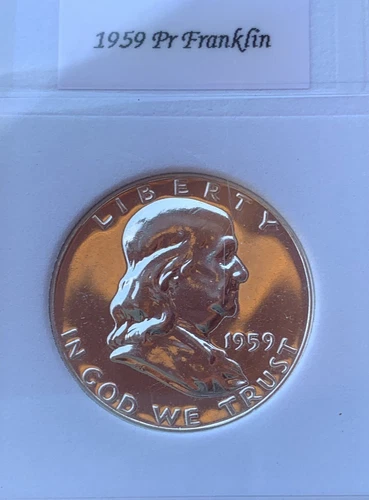 1959 Pr Franklin
LIBERTY
1959
IN GOD WE TRUST